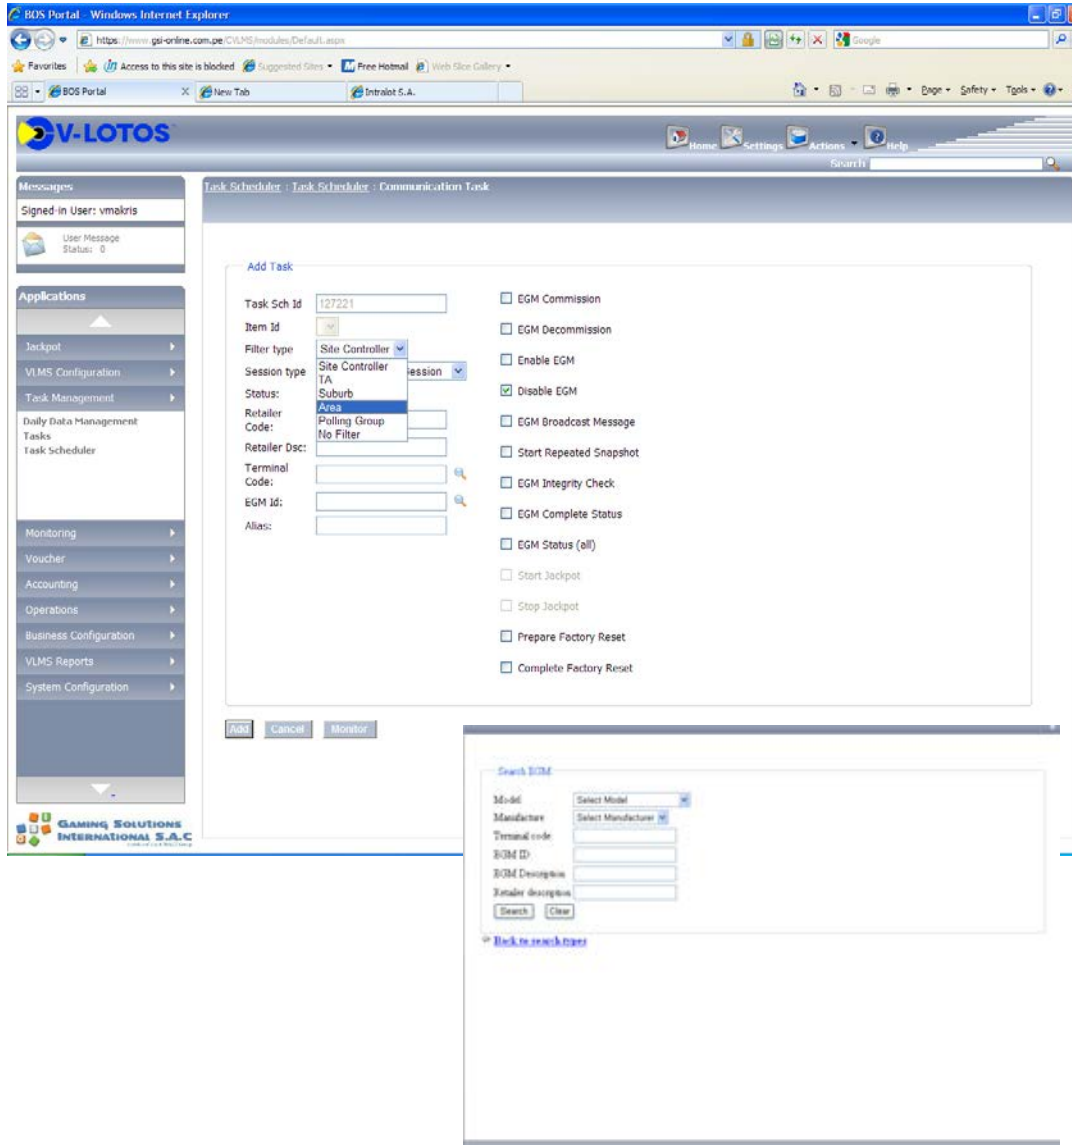 BOS Portal - Windows Internet Explorer
https://www.gsi-online.com.pe/CVLMS/modules/Default.aspx
Google
Favorites
Access to this site is blocked
Suggested Sites
Free Hotmail
Web Slice Gallery
BOS Portal
New Tab
Intralot S.A.
Page
Safety
Tools
V-LOTOS
Home
Settings
Actions
Help
Search
Messages
Signed-in User: vmakris
User Message
Status: 0
Task Scheduler : Task Scheduler : Communication Task
Applications
Jackpot
VLMS Configuration
Task Management
Daily Data Management
Tasks
Task Scheduler
Monitoring
Voucher
Accounting
Operations
Business Configuration
VLMS Reports
System Configuration
GAMING SOLUTIONS
INTERNATIONAL S.A.C
Add Task
Task Sch Id 127221
Item Id
Filter type Site Controller
Site Controller
TA
Suburb
Area
Polling Group
No Filter
Session type ession
Status:
Retailer
Code:
Retailer Dsc:
Terminal
Code:
EGM Id:
Alias:
EGM Commission
EGM Decommission
Enable EGM
Disable EGM
EGM Broadcast Message
Start Repeated Snapshot
EGM Integrity Check
EGM Complete Status
EGM Status (all)
Start Jackpot
Stop Jackpot
Prepare Factory Reset
Complete Factory Reset
Add Cancel Monitor
Search EGM
Model Select Model
Manufacture Select Manufacturer
Terminal code
EGM ID
EGM Description
Retailer description
Search Clear
Back to search types